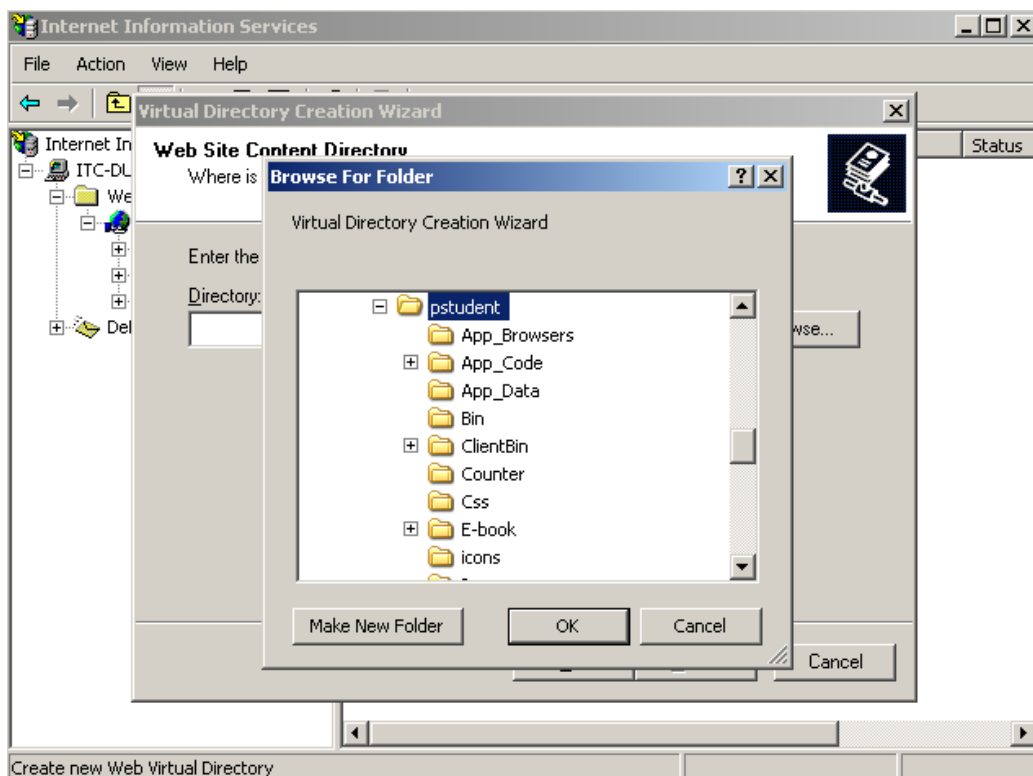 Internet Information Services
File Action View Help
Virtual Directory Creation Wizard
Internet In
Web Site Content Directory
Status
ITC-DL
Where is
Browse For Folder
We
Virtual Directory Creation Wizard
Enter the
Directory:
pstudent
Del
wse...
App_Browsers
App_Code
App_Data
Bin
ClientBin
Counter
Css
E-book
icons
Make New Folder
OK
Cancel
Cancel
Create new Web Virtual Directory